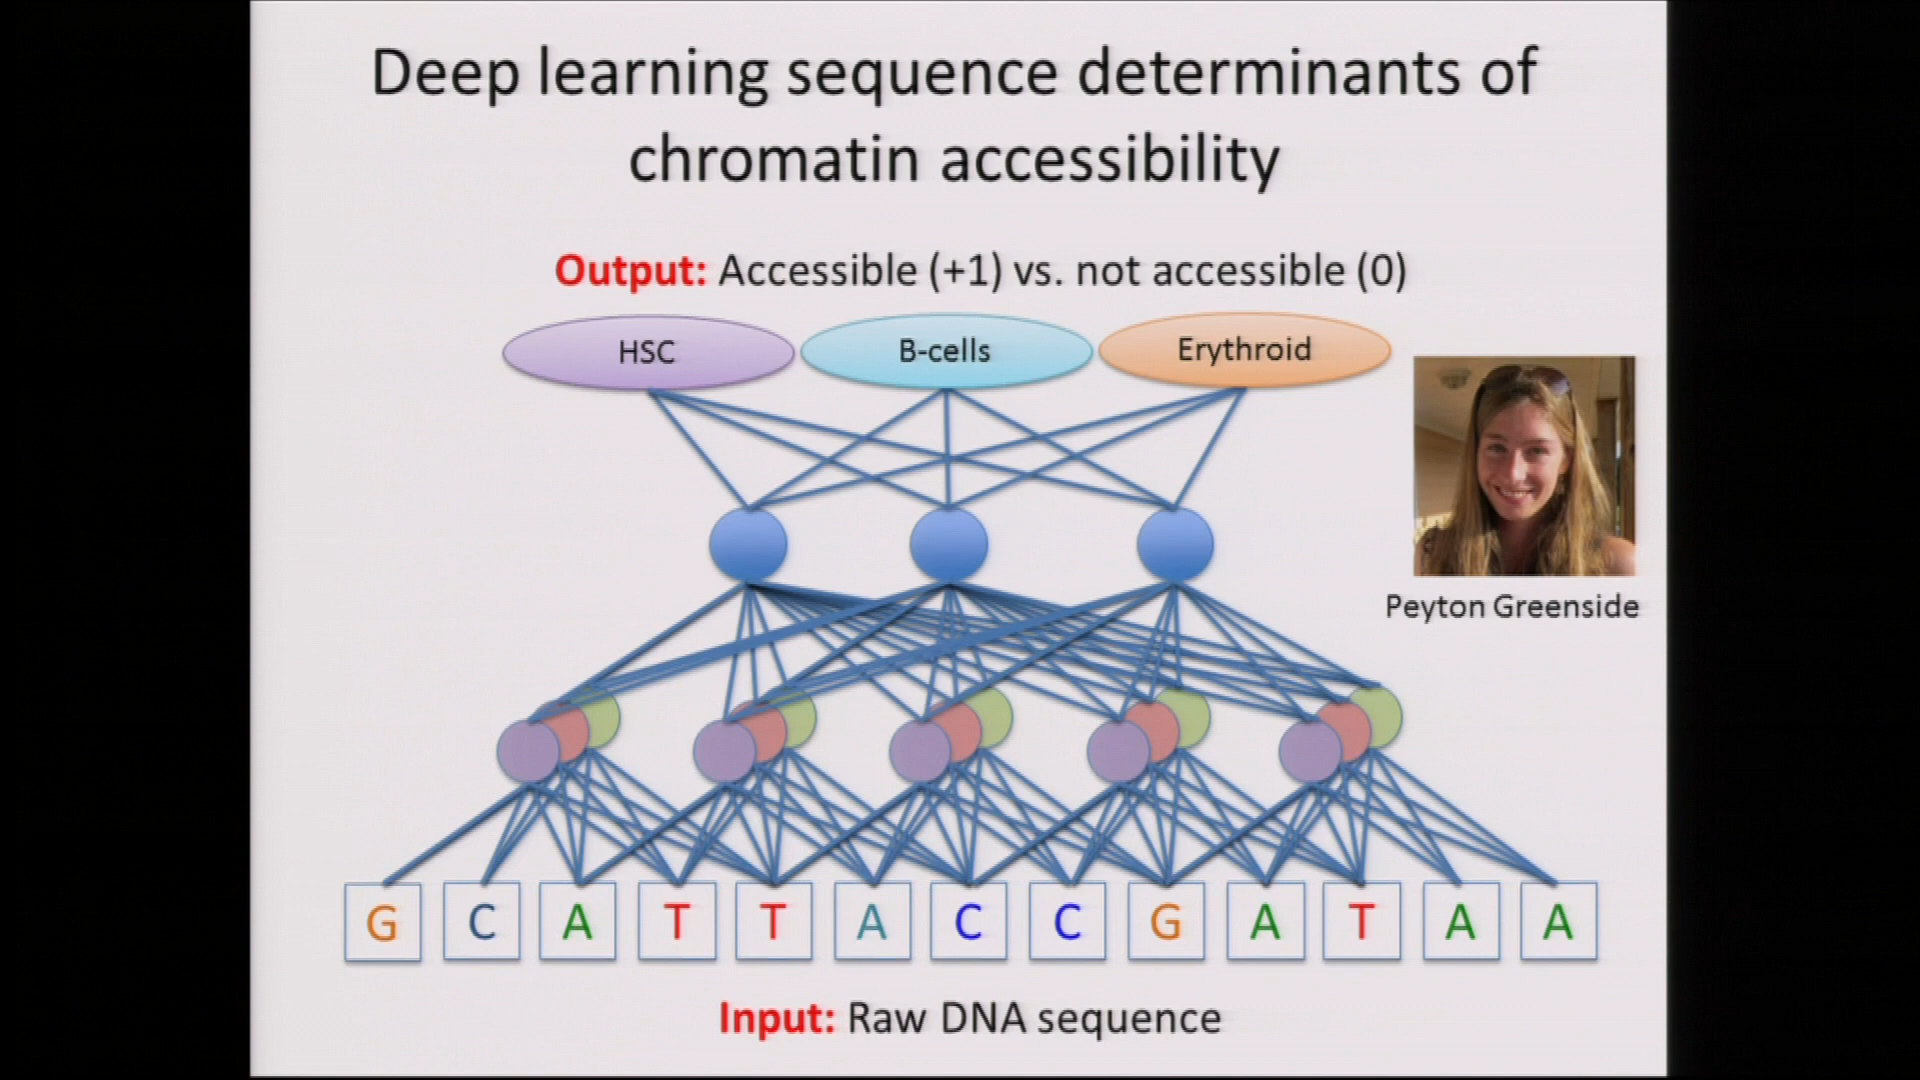 Deep learning sequence determinants of
chromatin accessibility
Output: Accessible (+1) vs. not accessible (0)
HSC
B-cells
Erythroid
Peyton Greenside
G C A T T A C C G A T A A
Input: Raw DNA sequence